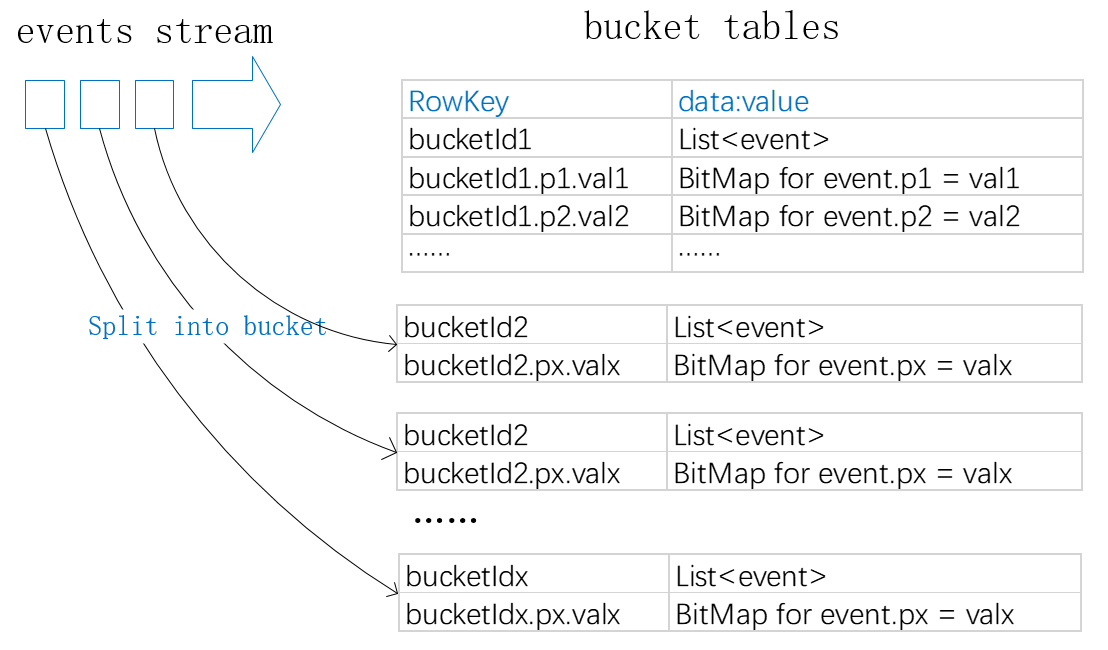 events stream
bucket tables
RowKey data:value
bucketId1 List<event>
bucketId1.p1.val1 BitMap for event.p1 = val1
bucketId1.p2.val2 BitMap for event.p2 = val2
...... ......
Split into bucket
bucketId2 List<event>
bucketId2.px.valx BitMap for event.px = valx
bucketId2 List<event>
bucketId2.px.valx BitMap for event.px = valx
......
bucketIdx List<event>
bucketIdx.px.valx BitMap for event.px = valx